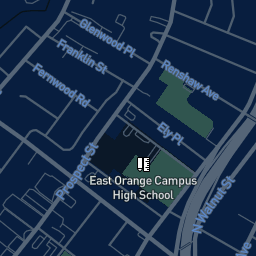 Glenwood Pl
Franklin St
Renshaw Ave
Fernwood Rd
Ely Pl
Prospect St
East Orange Campus
High School
N Walnut St
Ave